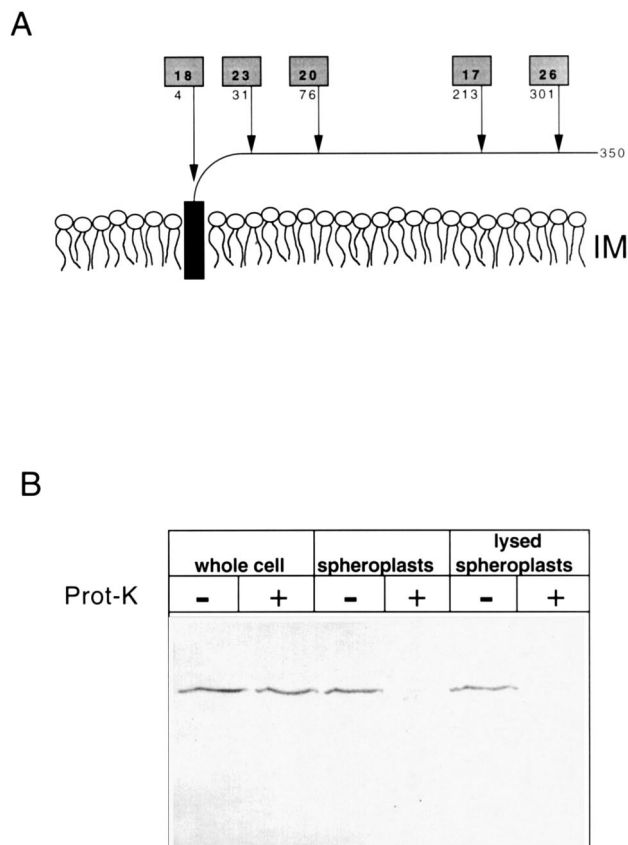 A
18 23 20 17 26
4 31 76 213 301
350
IM
B
whole cell spheroplasts lysed spheroplasts
Prot-K - + - + - +